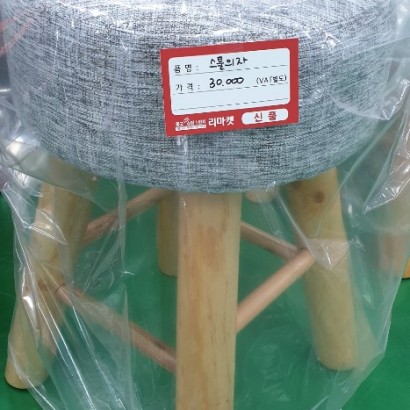 품 명 : 스툴의자
가 격 : 30.000 (VAT별도)
리마켓 신 품